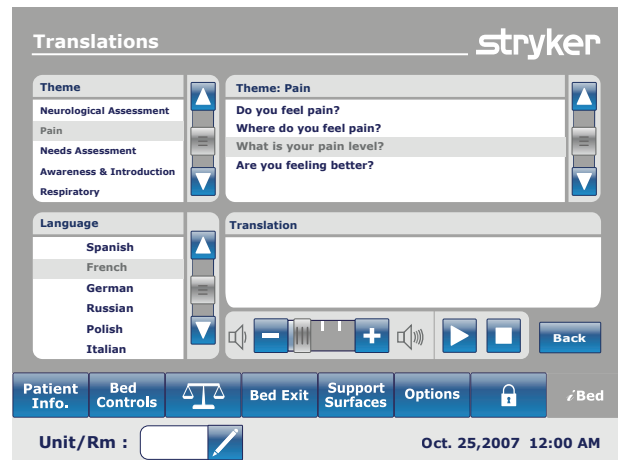 Translations
stryker
Theme
Neurological Assessment
Pain
Needs Assessment
Awareness & Introduction
Respiratory
Theme: Pain
Do you feel pain?
Where do you feel pain?
What is your pain level?
Are you feeling better?
Language
Spanish
French
German
Russian
Polish
Italian
Translation
Back
Patient
Info.
Bed
Controls
Bed Exit
Support
Surfaces
Options
iBed
Unit/Rm :
Oct. 25,2007 12:00 AM